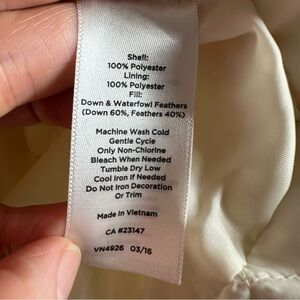 Shell:
100% Polyester
Lining:
100% Polyester
Fill:
Down & Waterfowl Feathers
(Down 60%, Feathers 40%)
Machine Wash Cold
Gentle Cycle
Only Non-Chlorine
Bleach When Needed
Tumble Dry Low
Cool Iron If Needed
Do Not Iron Decoration
Or Trim
Made in Vietnam
CA #23147
VN4926 03/16